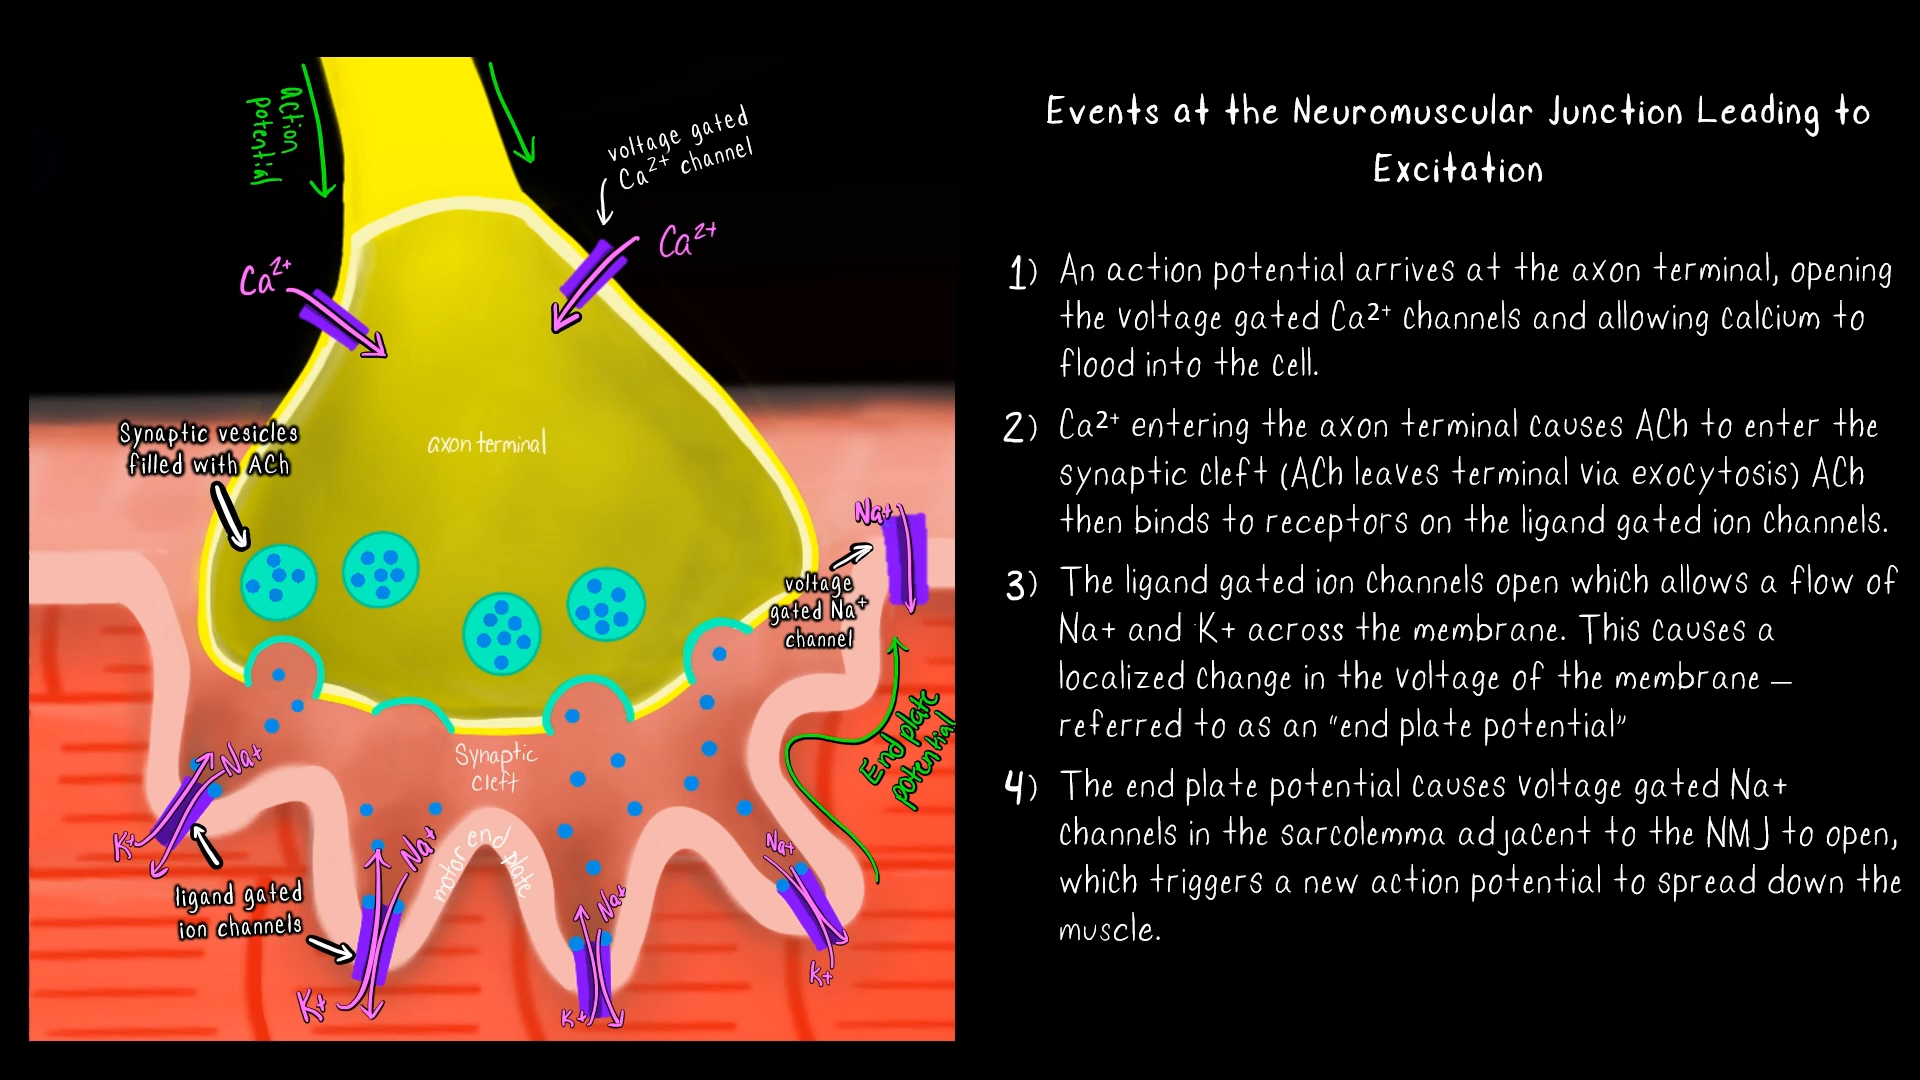 Events at the Neuromuscular Junction Leading to
Excitation
1) An action potential arrives at the axon terminal, opening
the voltage gated Ca²⁺ channels and allowing calcium to
flood into the cell.
2) Ca²⁺ entering the axon terminal causes ACh to enter the
synaptic cleft (ACh leaves terminal via exocytosis) ACh
then binds to receptors on the ligand gated ion channels.
3) The ligand gated ion channels open which allows a flow of
Na+ and K+ across the membrane. This causes a
localized change in the voltage of the membrane —
referred to as an "end plate potential"
4) The end plate potential causes voltage gated Na+
channels in the sarcolemma adjacent to the NMJ to open,
which triggers a new action potential to spread down the
muscle.
action
potential
voltage gated
Ca²⁺ channel
Ca²⁺
Ca²⁺
Synaptic vesicles
filled with ACh
axon terminal
Na+
voltage
gated Na⁺
channel
End plate
potential
Synaptic
cleft
motor end plate
Na+
K+
ligand gated
ion channels
Na+
K+
Na+
K+
Na+
K+